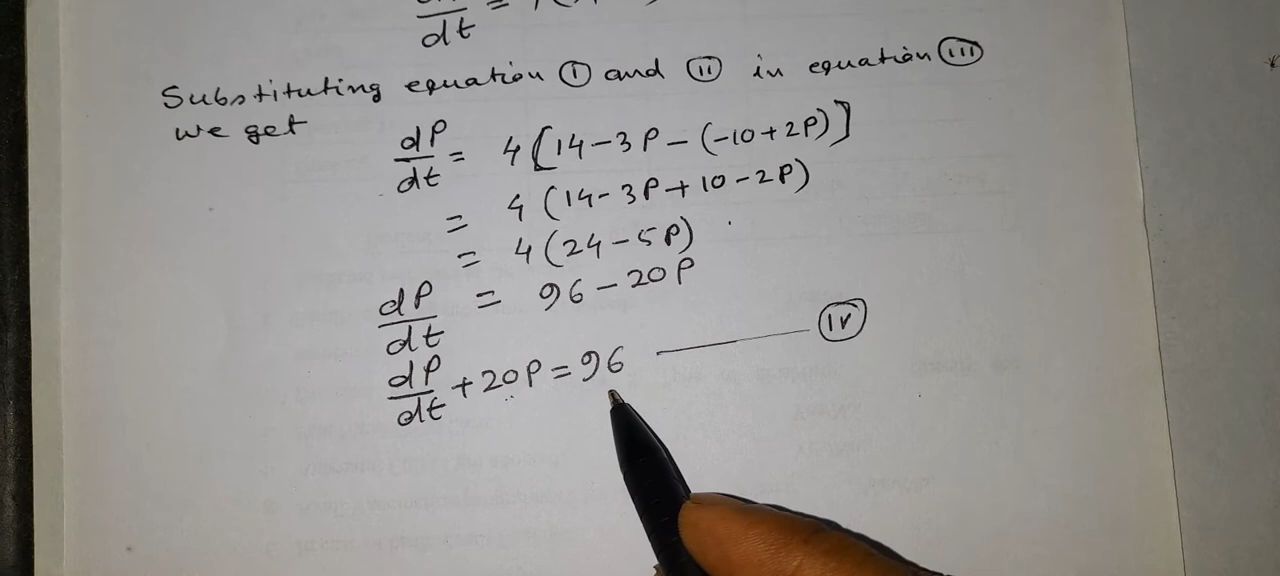 dt
Substituting equation (i) and (ii) in equation (iii)
we get dP/dt = 4[14-3P-(-10+2P)]
= 4(14-3P+10-2P)
= 4(24-5P)
dP/dt = 96-20P
dP/dt +20P=96 ——— (iv)